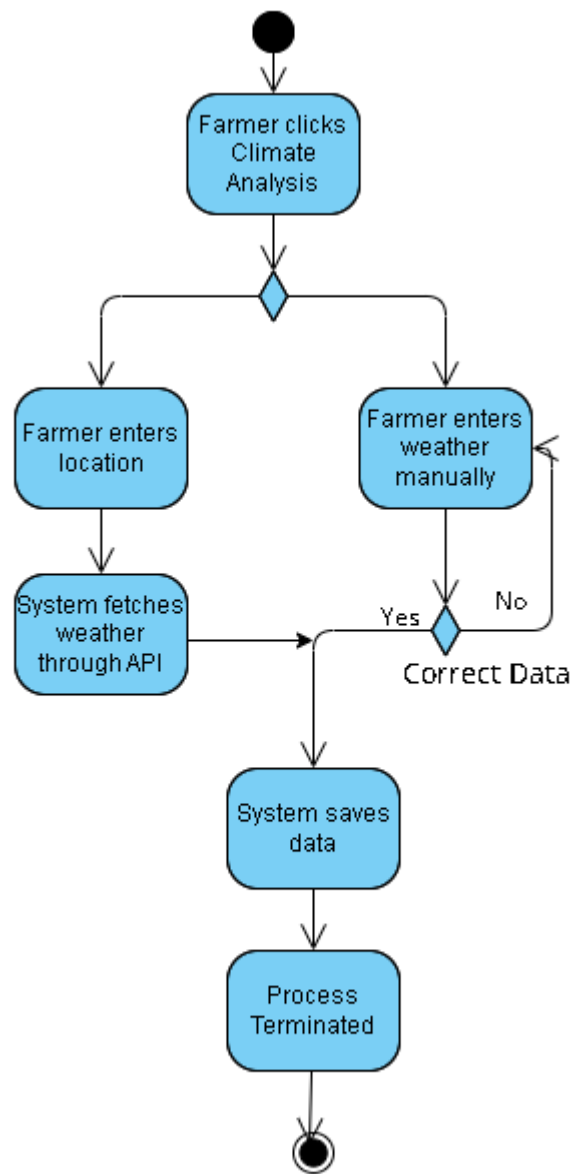 Farmer clicks
Climate
Analysis
Farmer enters
location
Farmer enters
weather
manually
System fetches
weather
through API
Yes
No
Correct Data
System saves
data
Process
Terminated